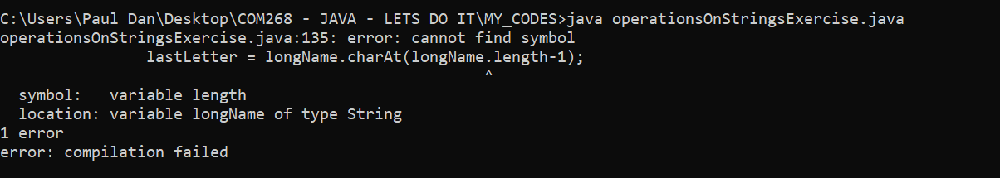 C:\Users\Paul Dan\Desktop\COM268 - JAVA - LETS DO IT\MY_CODES>java operationsOnStringsExercise.java
operationsOnStringsExercise.java:135: error: cannot find symbol
                lastLetter = longName.charAt(longName.length-1);
                                                     ^
  symbol:   variable length
  location: variable longName of type String
1 error
error: compilation failed